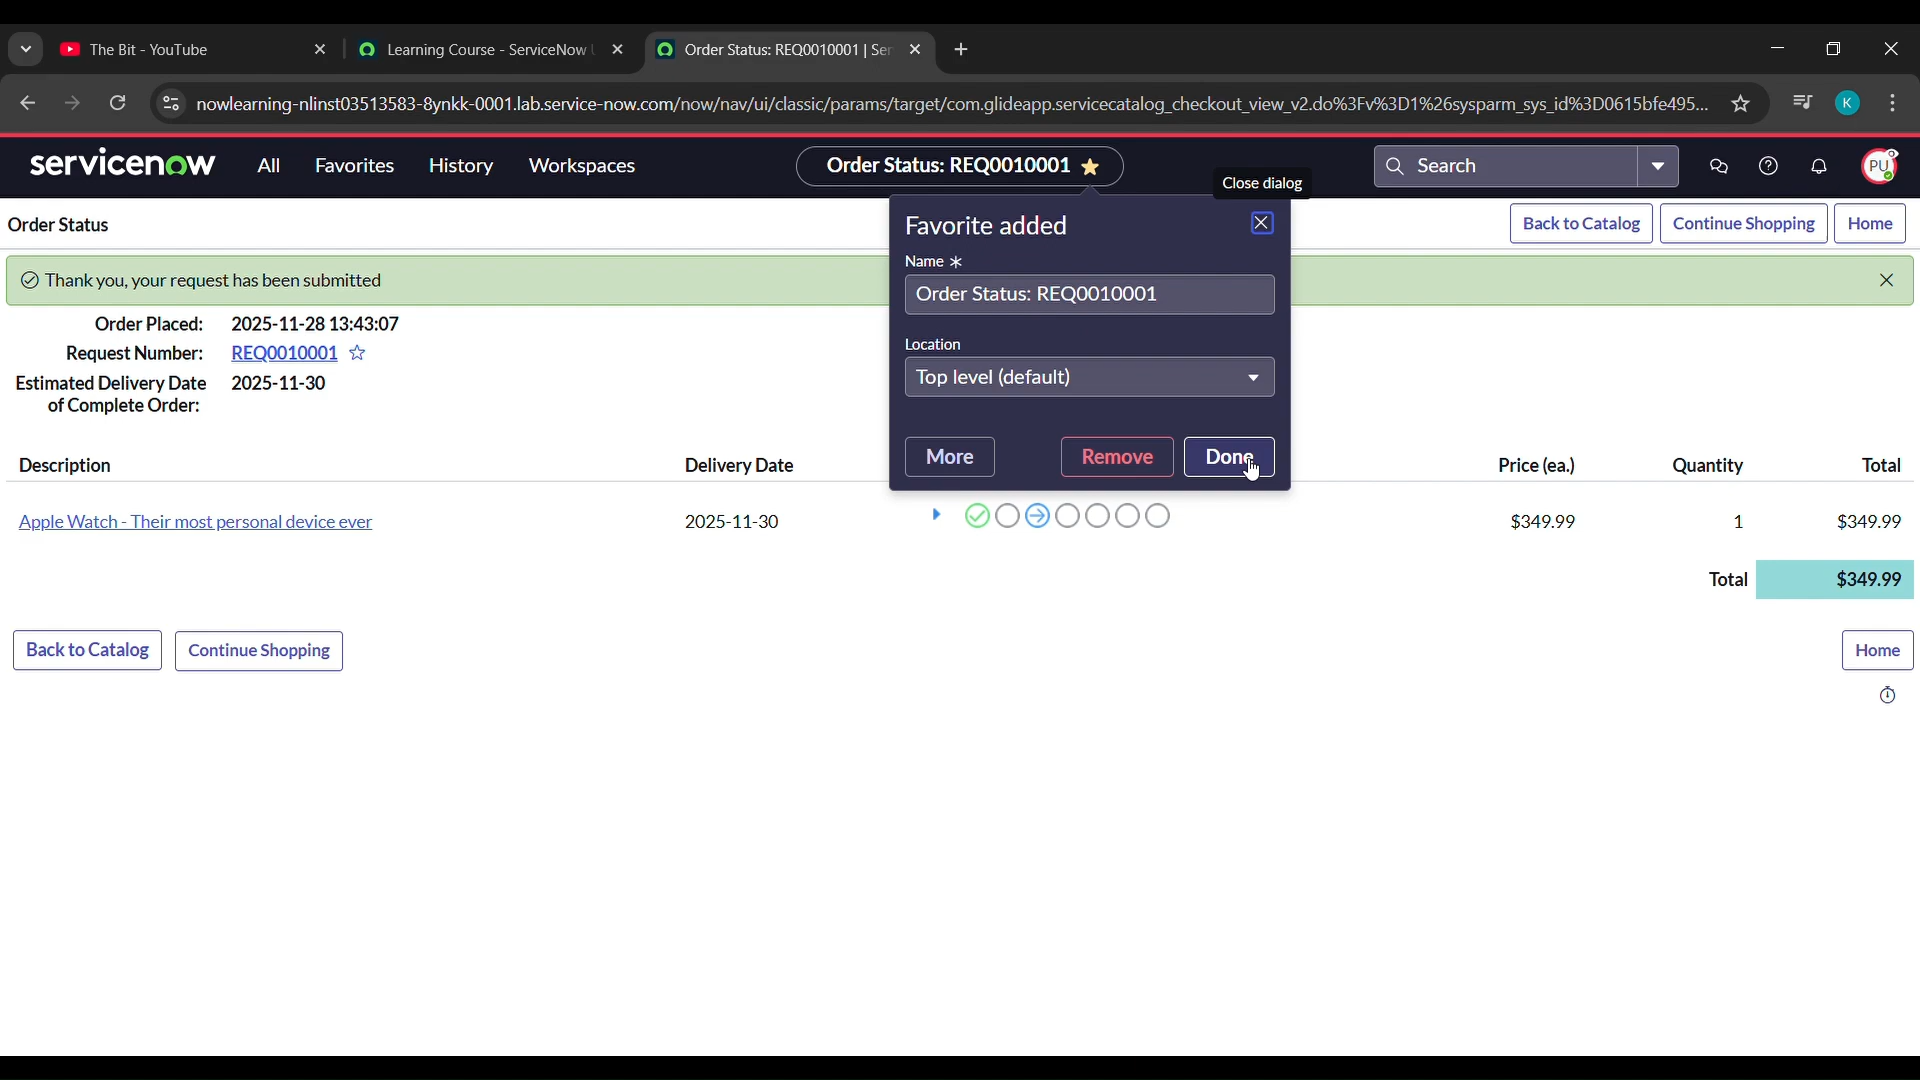 The Bit - YouTube
Learning Course - ServiceNow
Order Status: REQ0010001 | Ser
nowlearning-nlinst03513583-8ynkk-0001.lab.service-now.com/now/nav/ui/classic/params/target/com.glideapp.servicecatalog_checkout_view_v2.do%3Fv%3D1%26sysparm_sys_id%3D0615bfe495...
K
servicenow
All
Favorites
History
Workspaces
Order Status: REQ0010001
Search
PU
Close dialog
Order Status
Back to Catalog
Continue Shopping
Home
Favorite added
Name *
Order Status: REQ0010001
Location
Top level (default)
More
Remove
Done
Thank you, your request has been submitted
Order Placed: 2025-11-28 13:43:07
Request Number: REQ0010001
Estimated Delivery Date 2025-11-30
of Complete Order:
Description Delivery Date Price (ea.) Quantity Total
Apple Watch - Their most personal device ever 2025-11-30 $349.99 1 $349.99
Total $349.99
Back to Catalog
Continue Shopping
Home